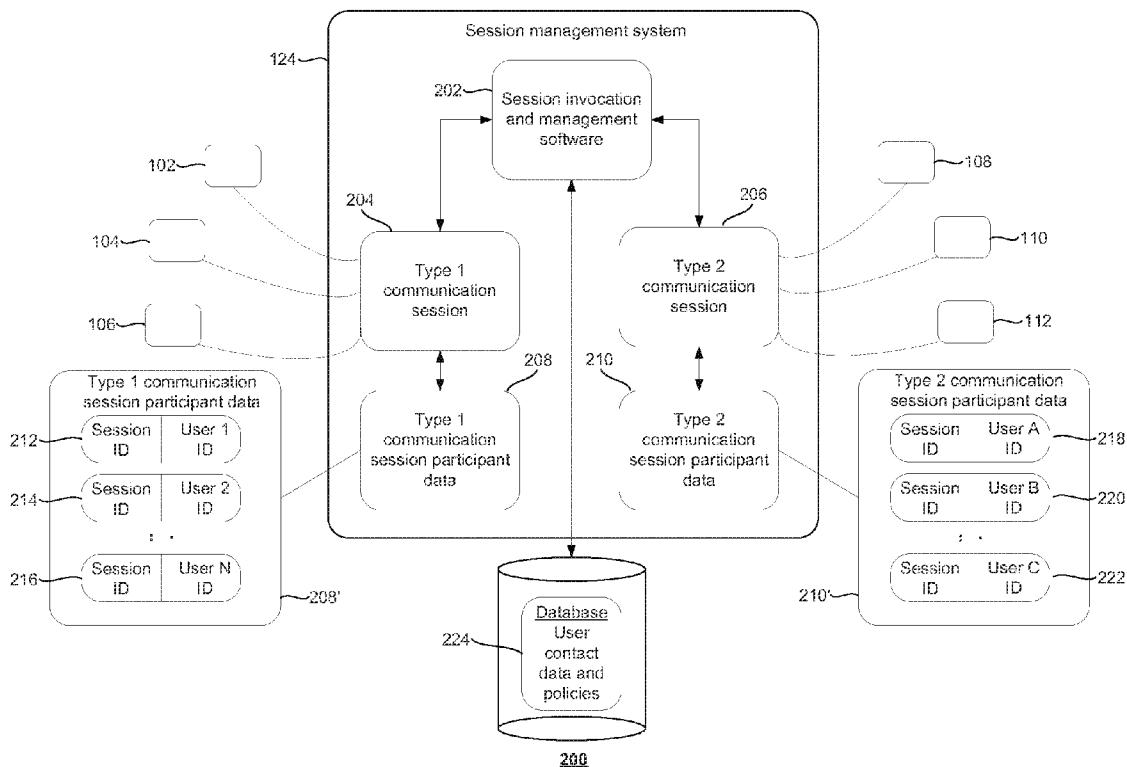 Session management system
124
202
Session invocation
and management
software
102
108
204
206
104
110
Type 1
communication
session
Type 2
communication
session
106
112
208
210
Type 1 communication
session participant data
Type 2 communication
session participant data
Type 1
communication
session participant
data
Type 2
communication
session participant
data
212
Session
ID
User 1
ID
Session
ID
User A
ID
218
214
Session
ID
User 2
ID
Session
ID
User B
ID
220
216
Session
ID
User N
ID
Session
ID
User C
ID
222
208'
210'
224
Database
User
contact
data and
policies
200